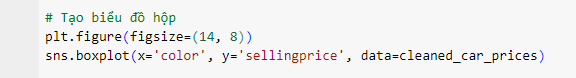 # Tạo biểu đồ hộp
plt.figure(figsize=(14, 8))
sns.boxplot(x='color', y='sellingprice', data=cleaned_car_prices)